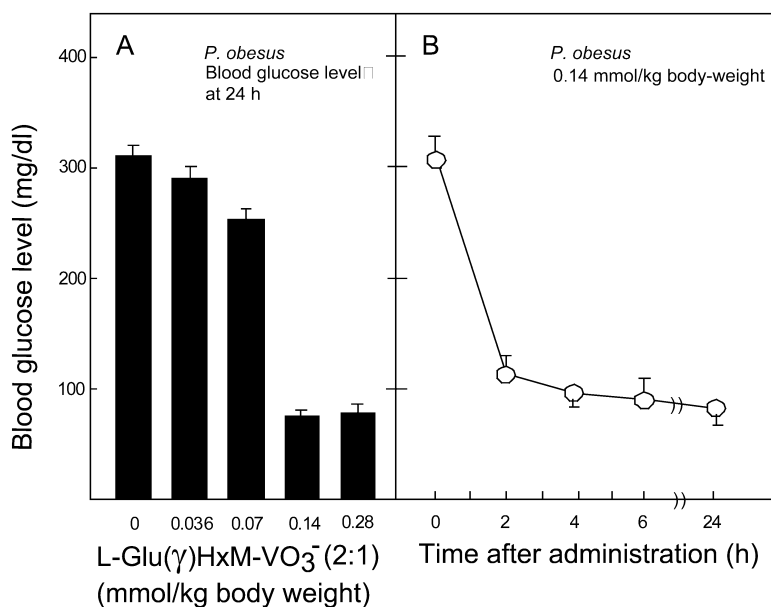 A
P. obesus
Blood glucose level
at 24 h
B
P. obesus
0.14 mmol/kg body-weight
400
300
200
100
Blood glucose level (mg/dl)
0 0.036 0.07 0.14 0.28
L-Glu(γ)HxM-VO3⁻(2:1)
(mmol/kg body weight)
0 2 4 6 24
Time after administration (h)